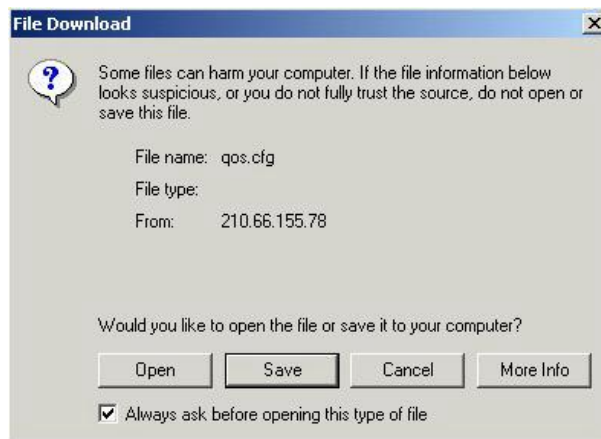 File Download
Some files can harm your computer. If the file information below
looks suspicious, or you do not fully trust the source, do not open or
save this file.
File name: qos.cfg
File type:
From: 210.66.155.78
Would you like to open the file or save it to your computer?
Open Save Cancel More Info
Always ask before opening this type of file